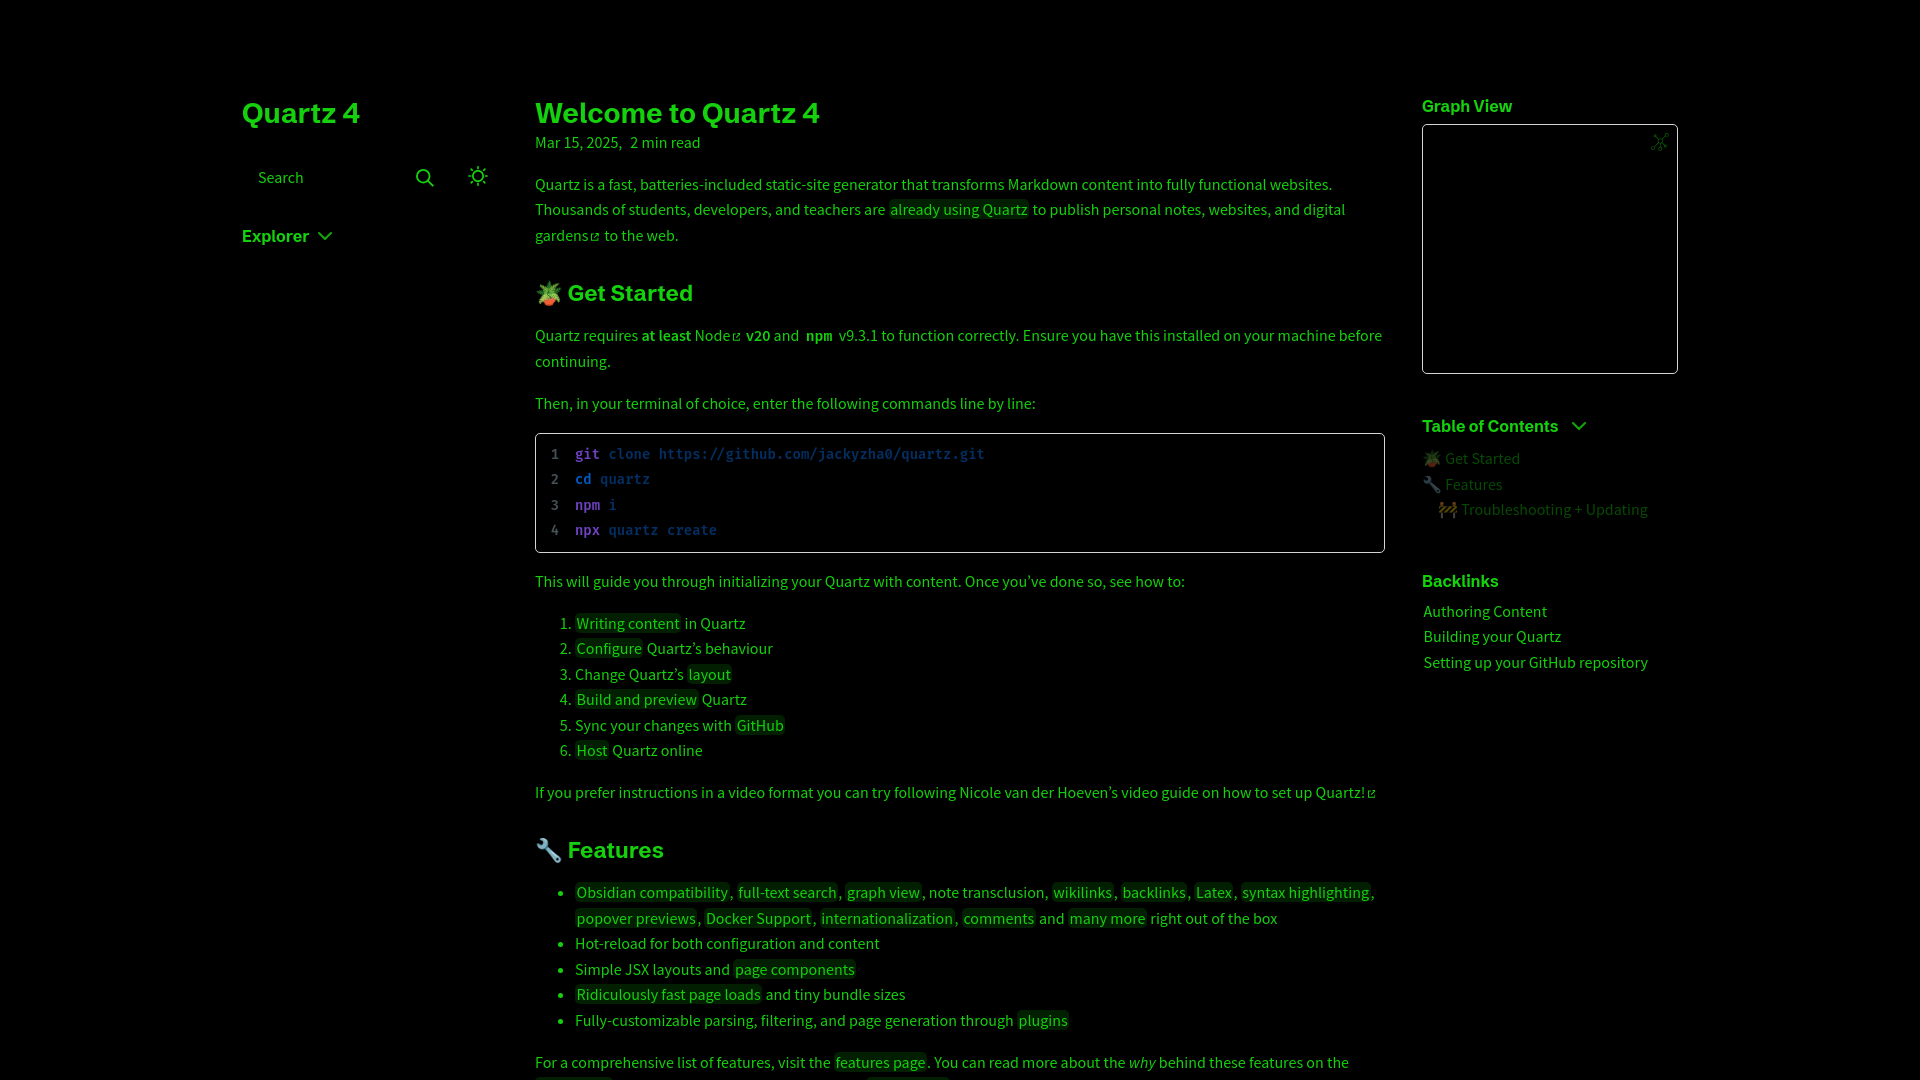 Quartz 4
Search
Explorer
Welcome to Quartz 4
Mar 15, 2025, 2 min read
Quartz is a fast, batteries-included static-site generator that transforms Markdown content into fully functional websites.
Thousands of students, developers, and teachers are already using Quartz to publish personal notes, websites, and digital
gardens to the web.
🪴 Get Started
Quartz requires at least Node v20 and npm v9.3.1 to function correctly. Ensure you have this installed on your machine before
continuing.
Then, in your terminal of choice, enter the following commands line by line:
1 git clone https://github.com/jackyzha0/quartz.git
2 cd quartz
3 npm i
4 npx quartz create
This will guide you through initializing your Quartz with content. Once you’ve done so, see how to:
1. Writing content in Quartz
2. Configure Quartz’s behaviour
3. Change Quartz’s layout
4. Build and preview Quartz
5. Sync your changes with GitHub
6. Host Quartz online
If you prefer instructions in a video format you can try following Nicole van der Hoeven’s video guide on how to set up Quartz!
🔧 Features
• Obsidian compatibility, full-text search, graph view, note transclusion, wikilinks, backlinks, Latex, syntax highlighting,
popover previews, Docker Support, internationalization, comments and many more right out of the box
• Hot-reload for both configuration and content
• Simple JSX layouts and page components
• Ridiculously fast page loads and tiny bundle sizes
• Fully-customizable parsing, filtering, and page generation through plugins
For a comprehensive list of features, visit the features page. You can read more about the why behind these features on the
Graph View
Table of Contents
🪴 Get Started
🔧 Features
🚧 Troubleshooting + Updating
Backlinks
Authoring Content
Building your Quartz
Setting up your GitHub repository